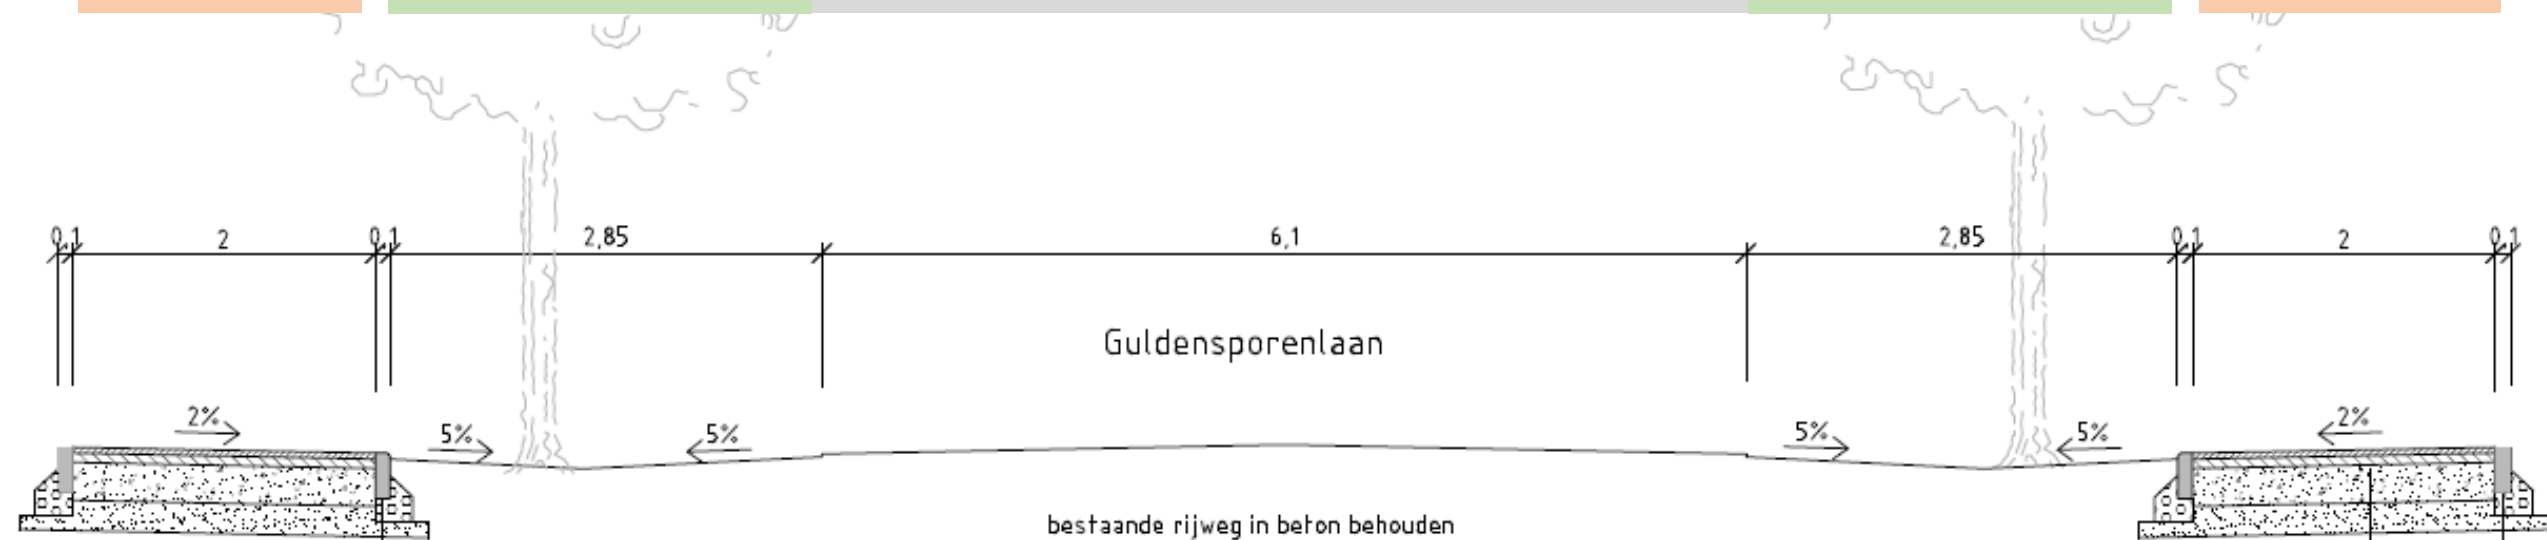 0,1 2 0,1 2,85 6,1 2,85 0,1 2 0,1
Guldensporenlaan
2% 5% 5% 5% 5% 2%
bestaande rijweg in beton behouden